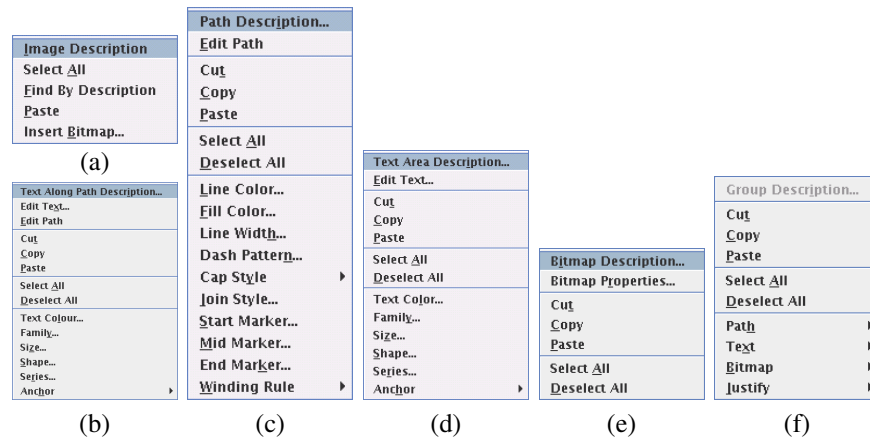 Image Description
Select All
Find By Description
Paste
Insert Bitmap...
(a)
Text Along Path Description...
Edit Text...
Edit Path
Cut
Copy
Paste
Select All
Deselect All
Text Colour...
Family...
Size...
Shape...
Series...
Anchor
(b)
Path Description...
Edit Path
Cut
Copy
Paste
Select All
Deselect All
Line Color...
Fill Color...
Line Width...
Dash Pattern...
Cap Style
Join Style...
Start Marker...
Mid Marker...
End Marker...
Winding Rule
(c)
Text Area Description...
Edit Text...
Cut
Copy
Paste
Select All
Deselect All
Text Color...
Family...
Size...
Shape...
Series...
Anchor
(d)
Bitmap Description...
Bitmap Properties...
Cut
Copy
Paste
Select All
Deselect All
(e)
Group Description...
Cut
Copy
Paste
Select All
Deselect All
Path
Text
Bitmap
Justify
(f)